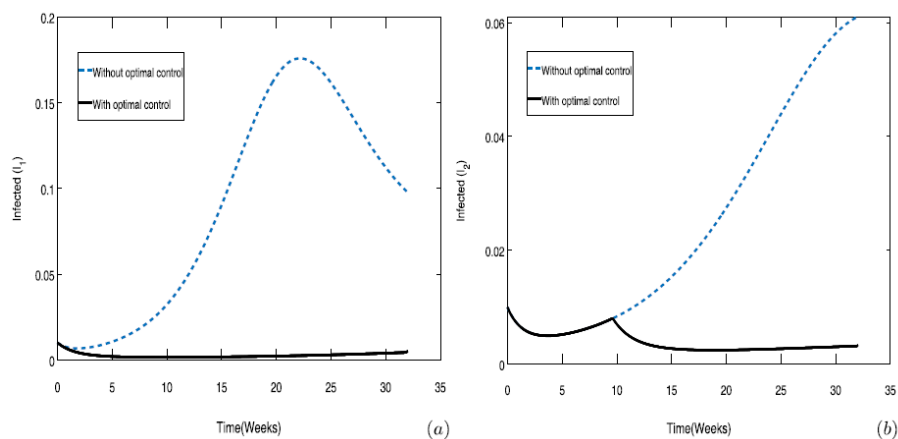 0.2
0.15
0.1
0.05
0
Infected (I1)
Without optimal control
With optimal control
0 5 10 15 20 25 30 35
Time(Weeks)
(a)
0.06
0.04
0.02
0
Infected (I2)
Without optimal control
With optimal control
0 5 10 15 20 25 30 35
Time(Weeks)
(b)